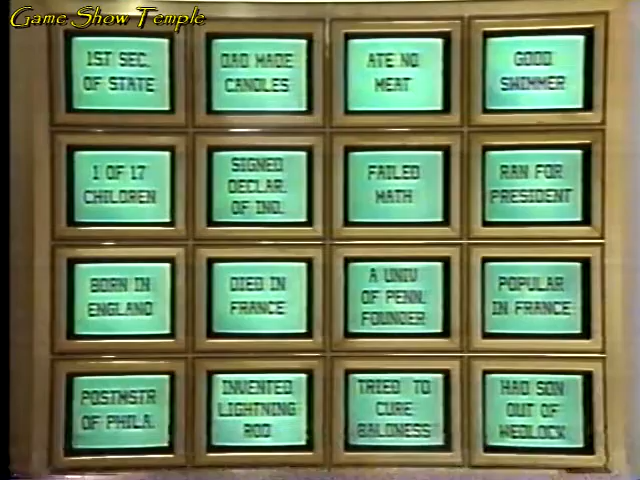 Game Show Temple
1ST SEC.
OF STATE
DAD MADE
CANDLES
ATE NO
MEAT
GOOD
SWIMMER
1 OF 17
CHILDREN
SIGNED
DECLAR.
OF IND.
FAILED
MATH
RAN FOR
PRESIDENT
BORN IN
ENGLAND
DIED IN
FRANCE
A UNIV
OF PENN.
FOUNDER
POPULAR
IN FRANCE
POSTMSTR
OF PHILA.
INVENTED
LIGHTNING
ROD
TRIED TO
CURE
BALDNESS
HAD SON
OUT OF
WEDLOCK